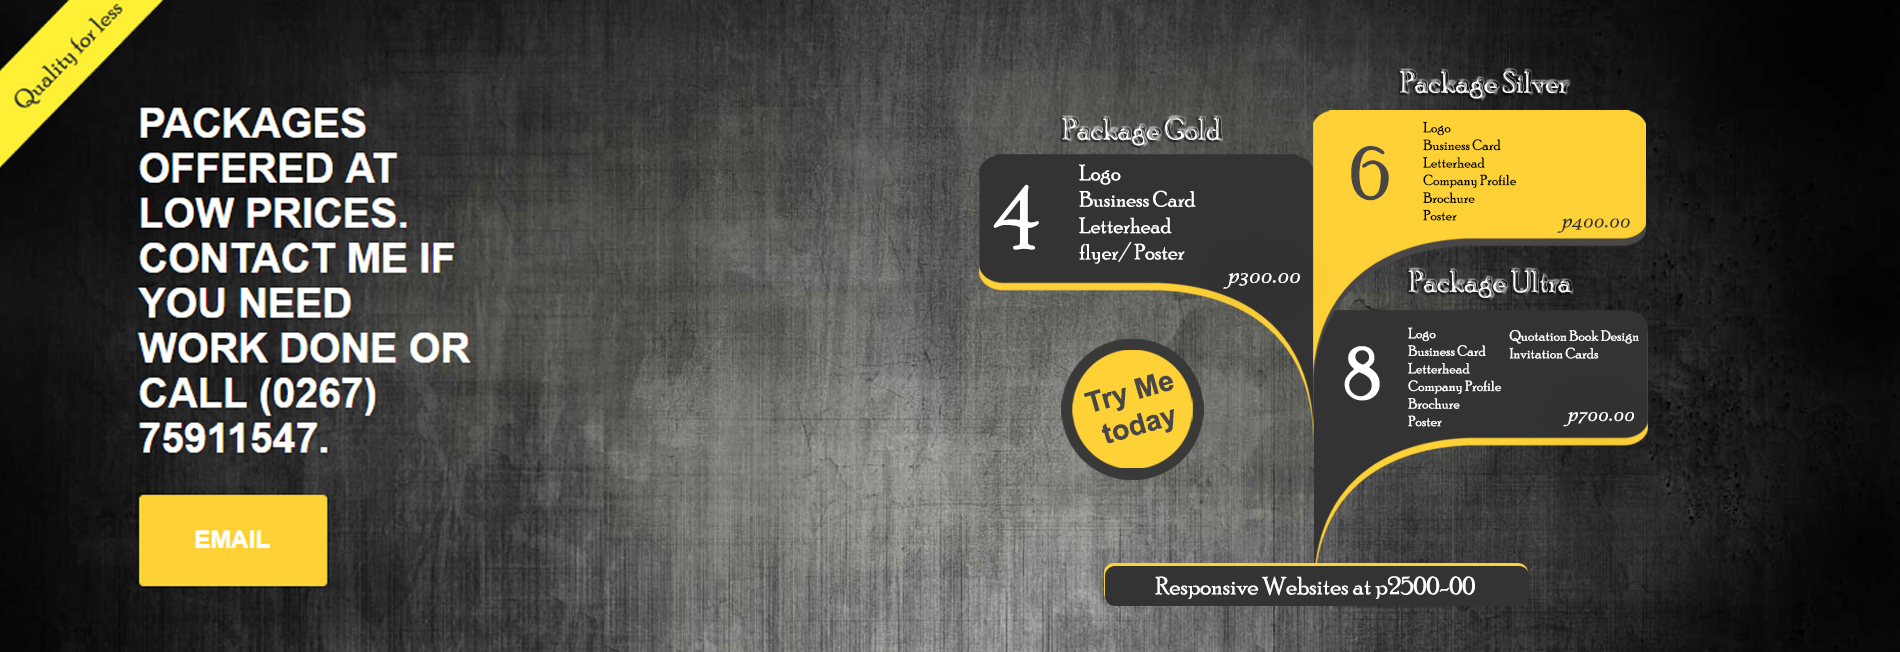 Quality for less
PACKAGES
OFFERED AT
LOW PRICES.
CONTACT ME IF
YOU NEED
WORK DONE OR
CALL (0267)
75911547.
EMAIL
Package Gold
4
Logo
Business Card
Letterhead
flyer/ Poster
p300.00
Package Silver
6
Logo
Business Card
Letterhead
Company Profile
Brochure
Poster
p400.00
Package Ultra
8
Logo
Business Card
Letterhead
Company Profile
Brochure
Poster
Quotation Book Design
Invitation Cards
p700.00
Try Me
today
Responsive Websites at p2500-00